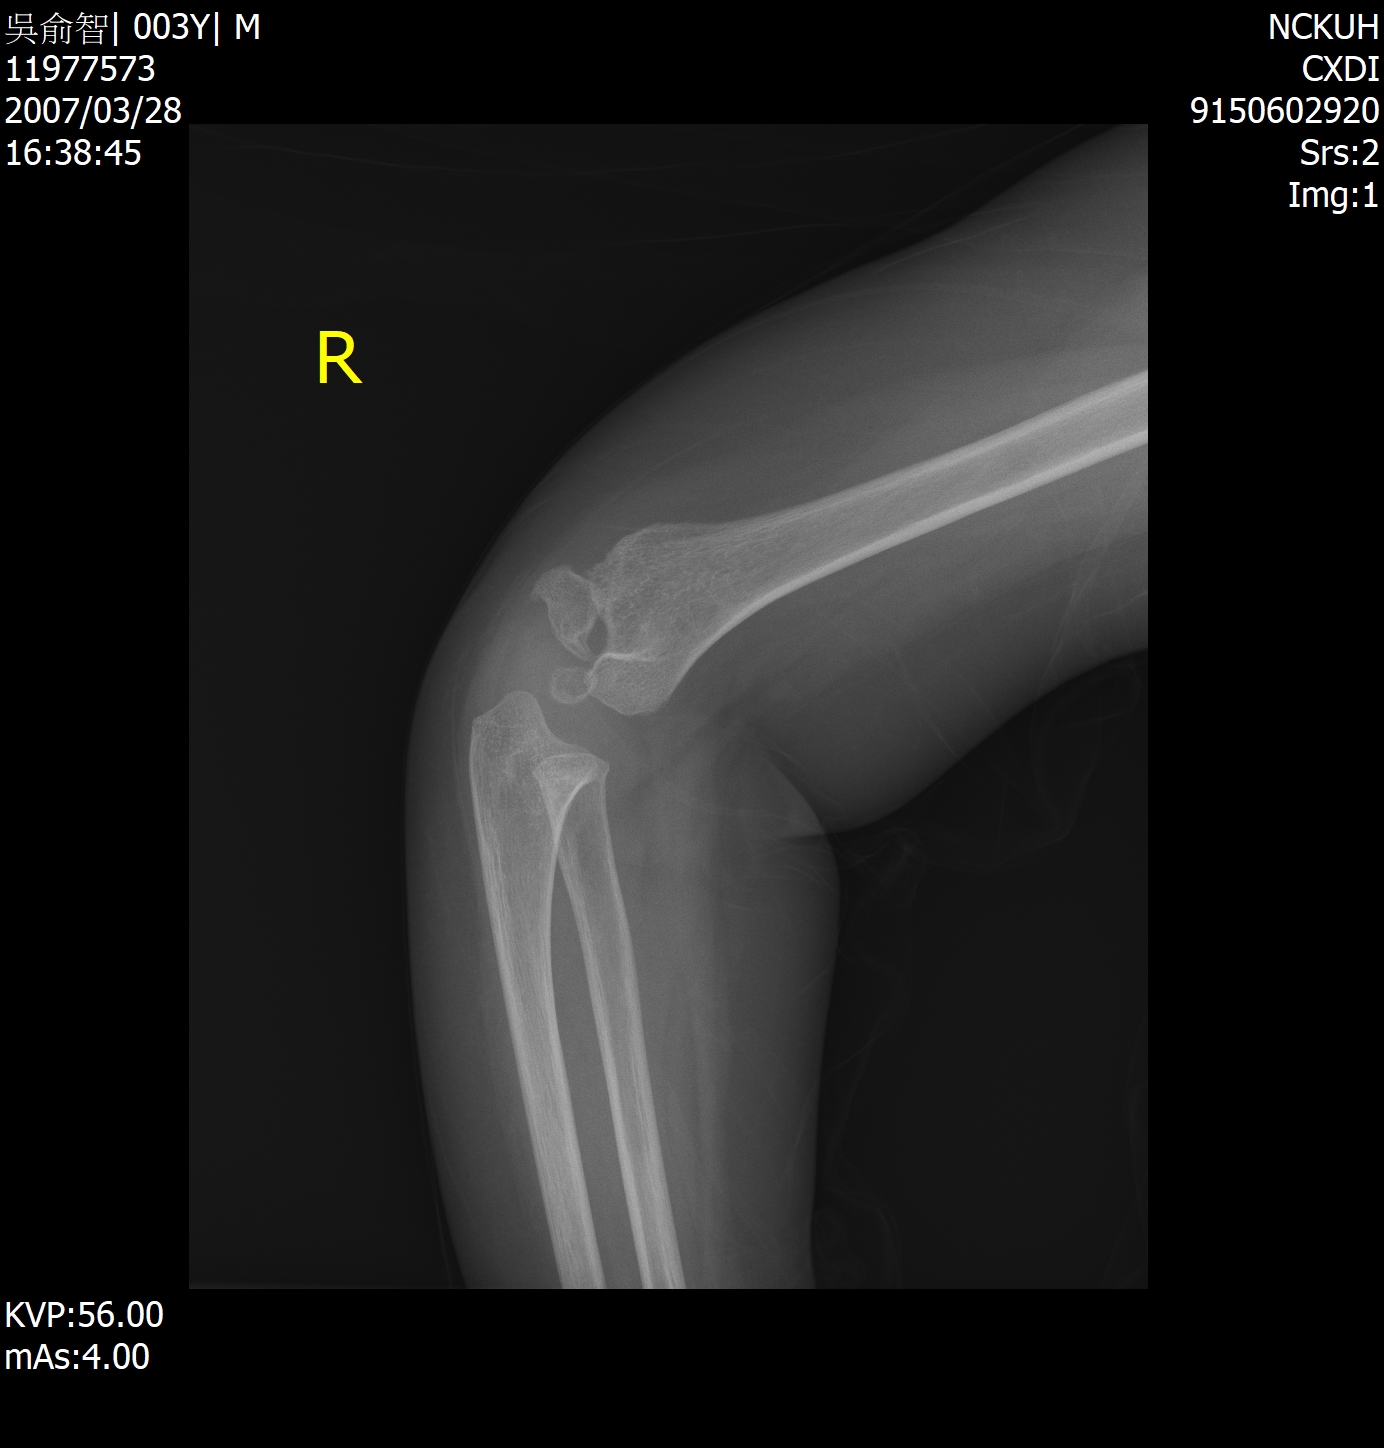 吳俞智| 003Y| M
11977573
2007/03/28
16:38:45
NCKUH
CXDI
9150602920
Srs:2
Img:1
R
KVP:56.00
mAs:4.00